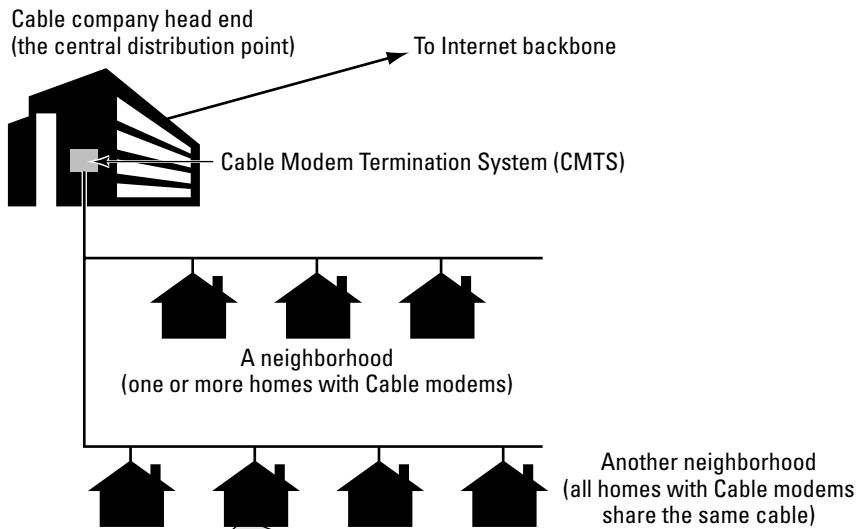 Cable company head end
(the central distribution point)
To Internet backbone
Cable Modem Termination System (CMTS)
A neighborhood
(one or more homes with Cable modems)
Another neighborhood
(all homes with Cable modems
share the same cable)